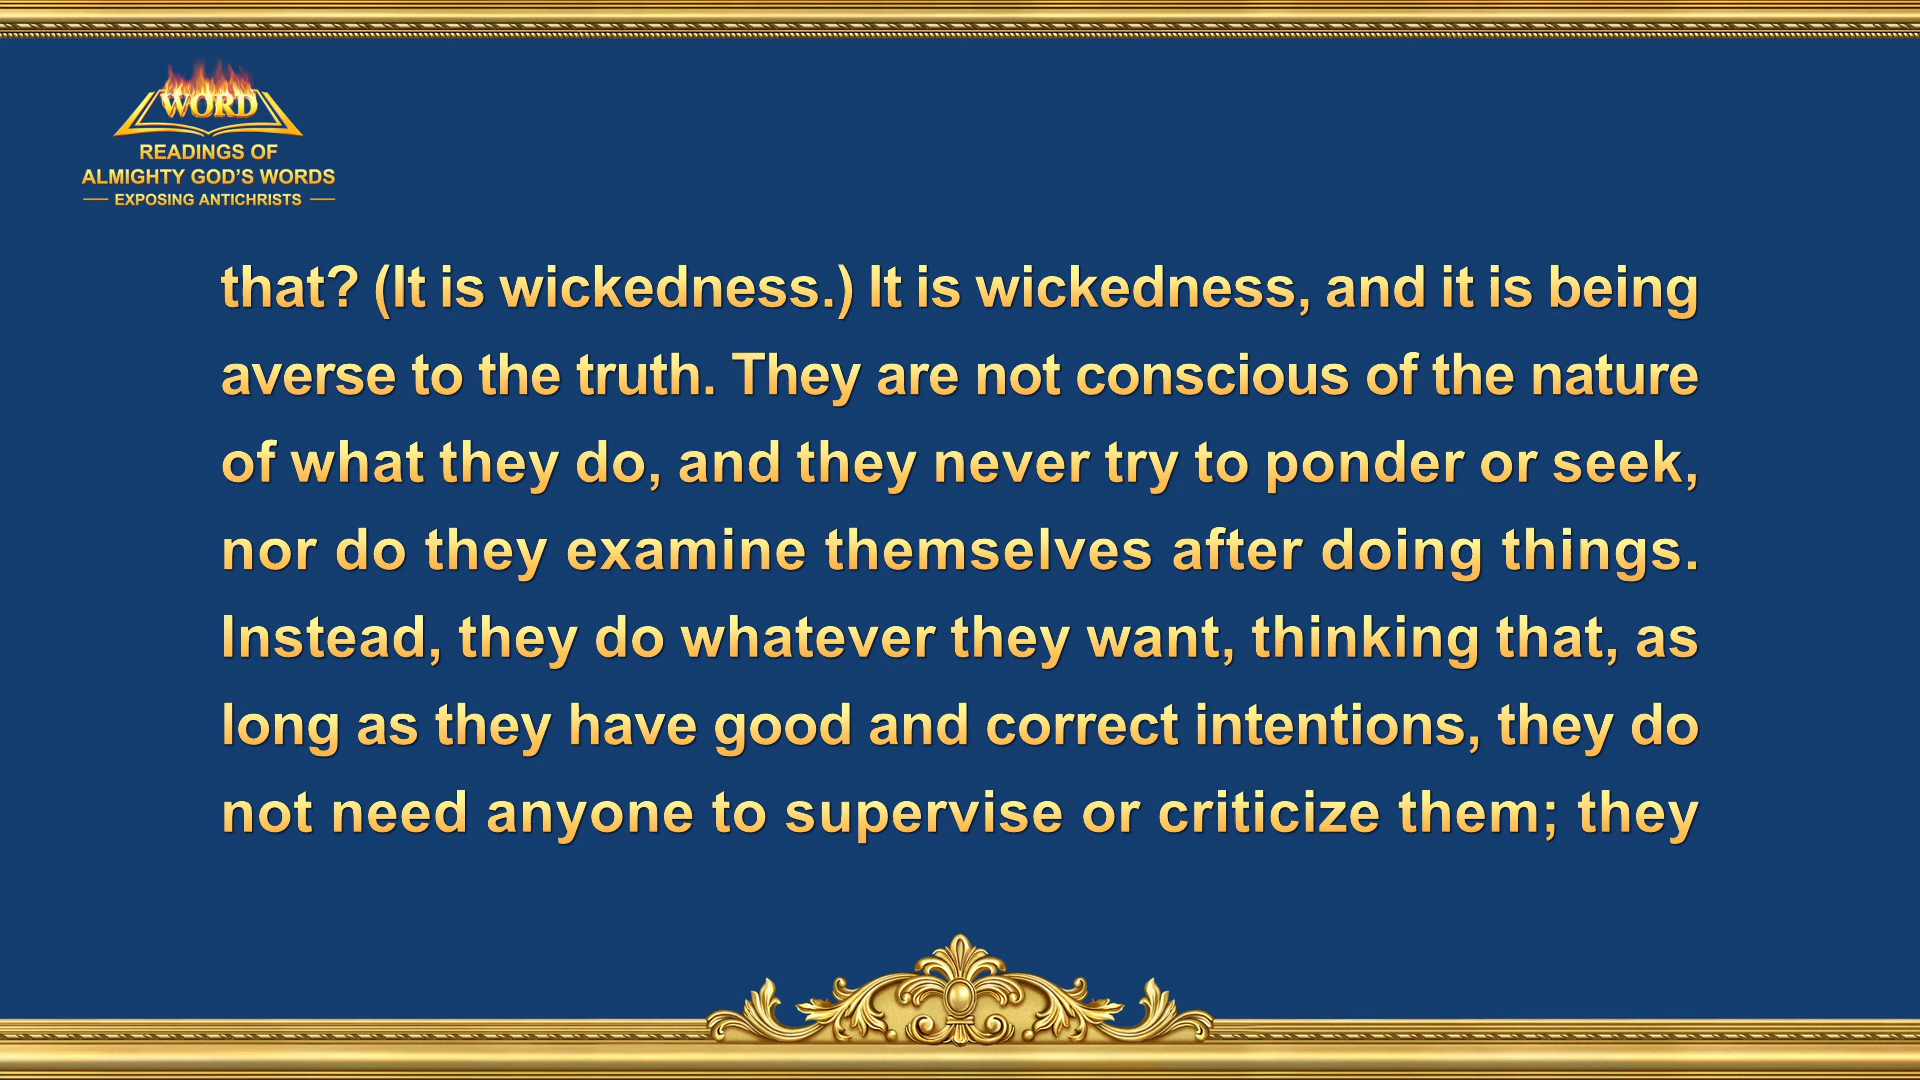 WORD
READINGS OF
ALMIGHTY GOD'S WORDS
EXPOSING ANTICHRISTS
that? (It is wickedness.) It is wickedness, and it is being
averse to the truth. They are not conscious of the nature
of what they do, and they never try to ponder or seek,
nor do they examine themselves after doing things.
Instead, they do whatever they want, thinking that, as
long as they have good and correct intentions, they do
not need anyone to supervise or criticize them; they